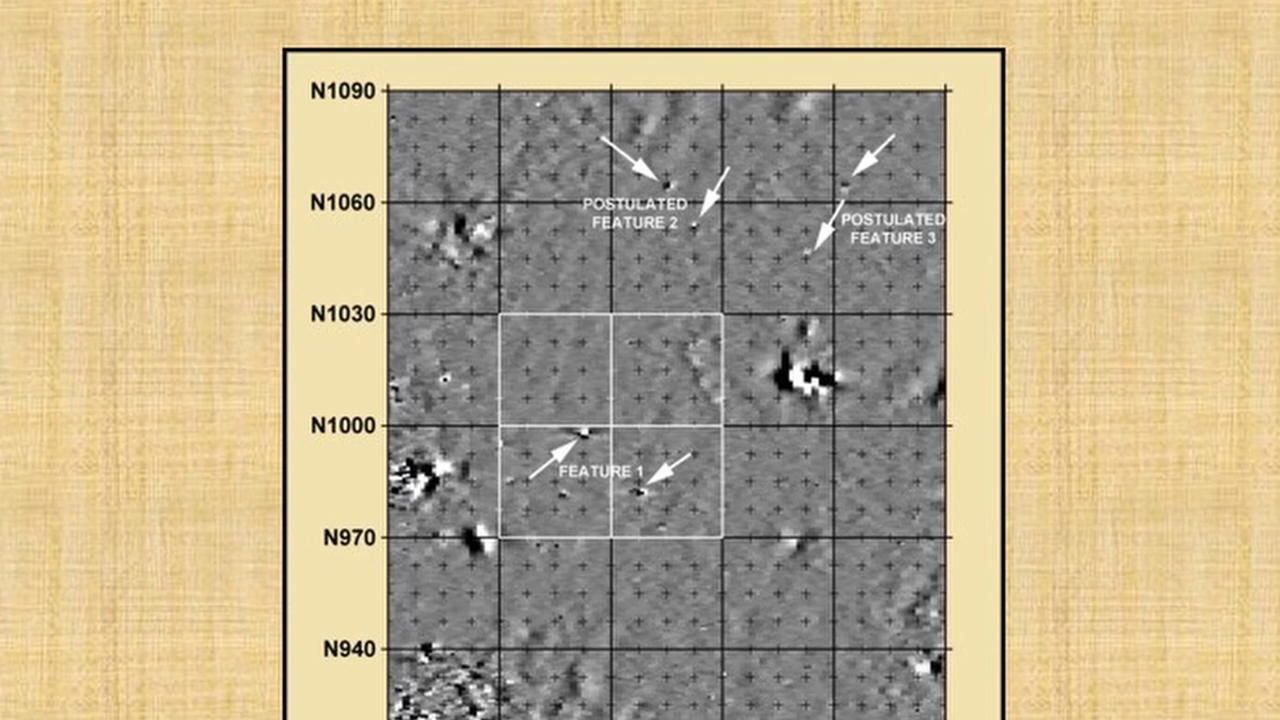 N1090
N1060
POSTULATED
FEATURE 2
POSTULATED
FEATURE 3
N1030
N1000
FEATURE 1
N970
N940